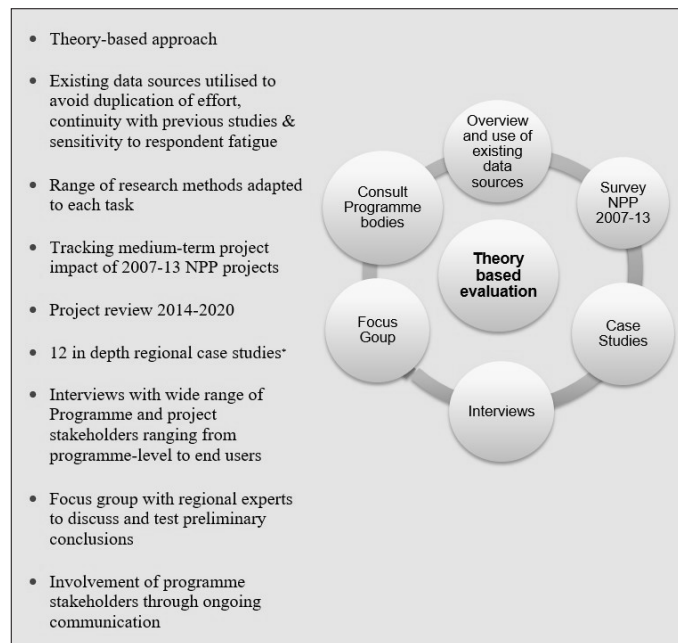 • Theory-based approach
• Existing data sources utilised to
avoid duplication of effort,
continuity with previous studies &
sensitivity to respondent fatigue
• Range of research methods adapted
to each task
• Tracking medium-term project
impact of 2007-13 NPP projects
• Project review 2014-2020
• 12 in depth regional case studies*
• Interviews with wide range of
Programme and project
stakeholders ranging from
programme-level to end users
• Focus group with regional experts
to discuss and test preliminary
conclusions
• Involvement of programme
stakeholders through ongoing
communication
Overview
and use of
existing
data
sources
Survey
NPP
2007-13
Case
Studies
Interviews
Focus
Goup
Consult
Programme
bodies
Theory
based
evaluation